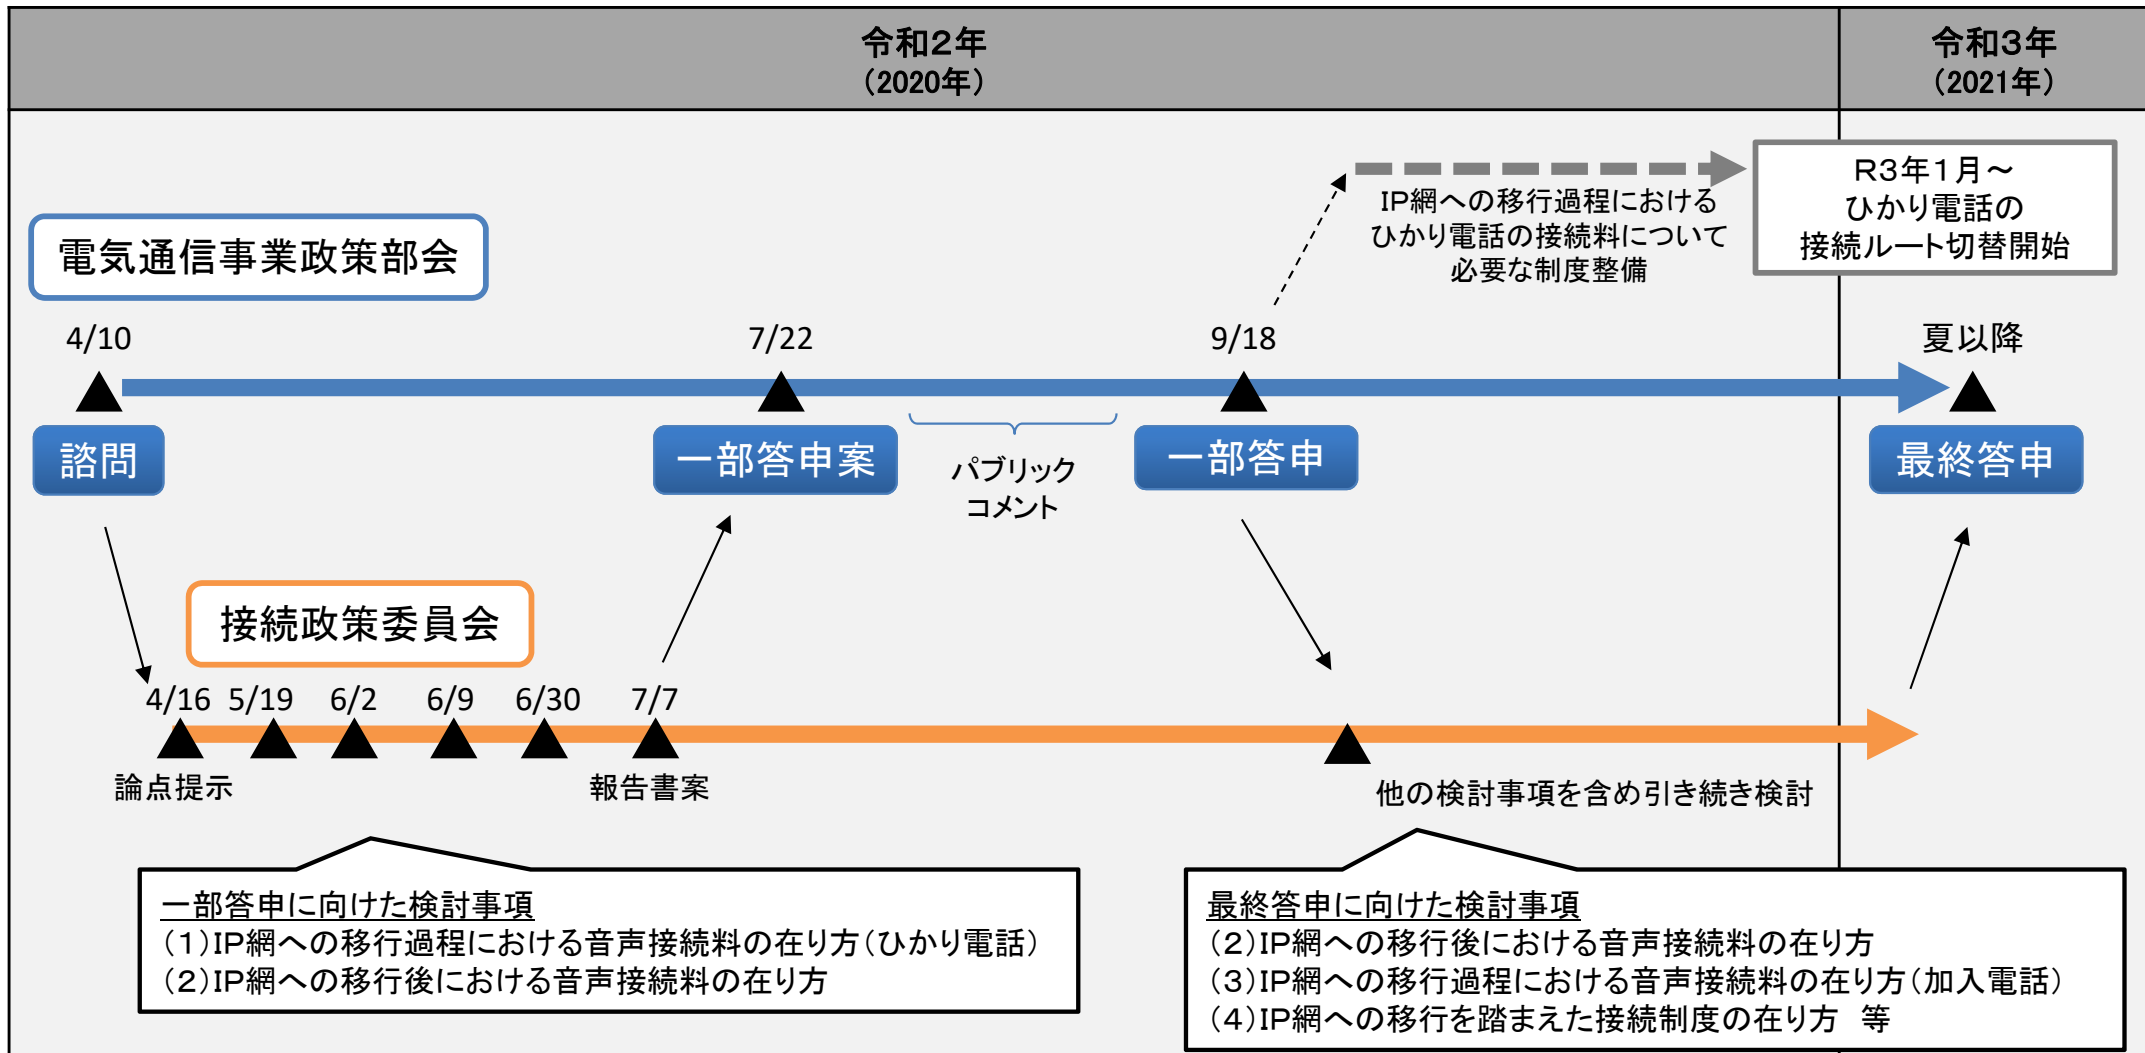 令和2年
(2020年)
令和3年
(2021年)
R3年1月～
ひかり電話の
接続ルート切替開始
IP網への移行過程における
ひかり電話の接続料について
必要な制度整備
電気通信事業政策部会
4/10
7/22
9/18
夏以降
諮問
一部答申案
パブリック
コメント
一部答申
最終答申
接続政策委員会
4/16 5/19 6/2 6/9 6/30 7/7
論点提示
報告書案
他の検討事項を含め引き続き検討
一部答申に向けた検討事項
(1)IP網への移行過程における音声接続料の在り方(ひかり電話)
(2)IP網への移行後における音声接続料の在り方
最終答申に向けた検討事項
(2)IP網への移行後における音声接続料の在り方
(3)IP網への移行過程における音声接続料の在り方(加入電話)
(4)IP網への移行を踏まえた接続制度の在り方 等